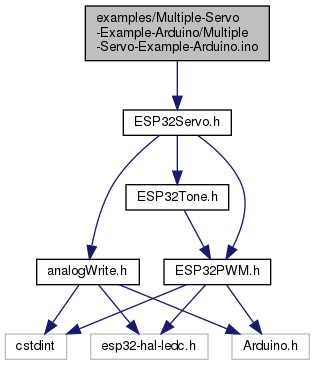 examples/Multiple-Servo
-Example-Arduino/Multiple
-Servo-Example-Arduino.ino
ESP32Servo.h
ESP32Tone.h
analogWrite.h
ESP32PWM.h
cstdint
esp32-hal-ledc.h
Arduino.h